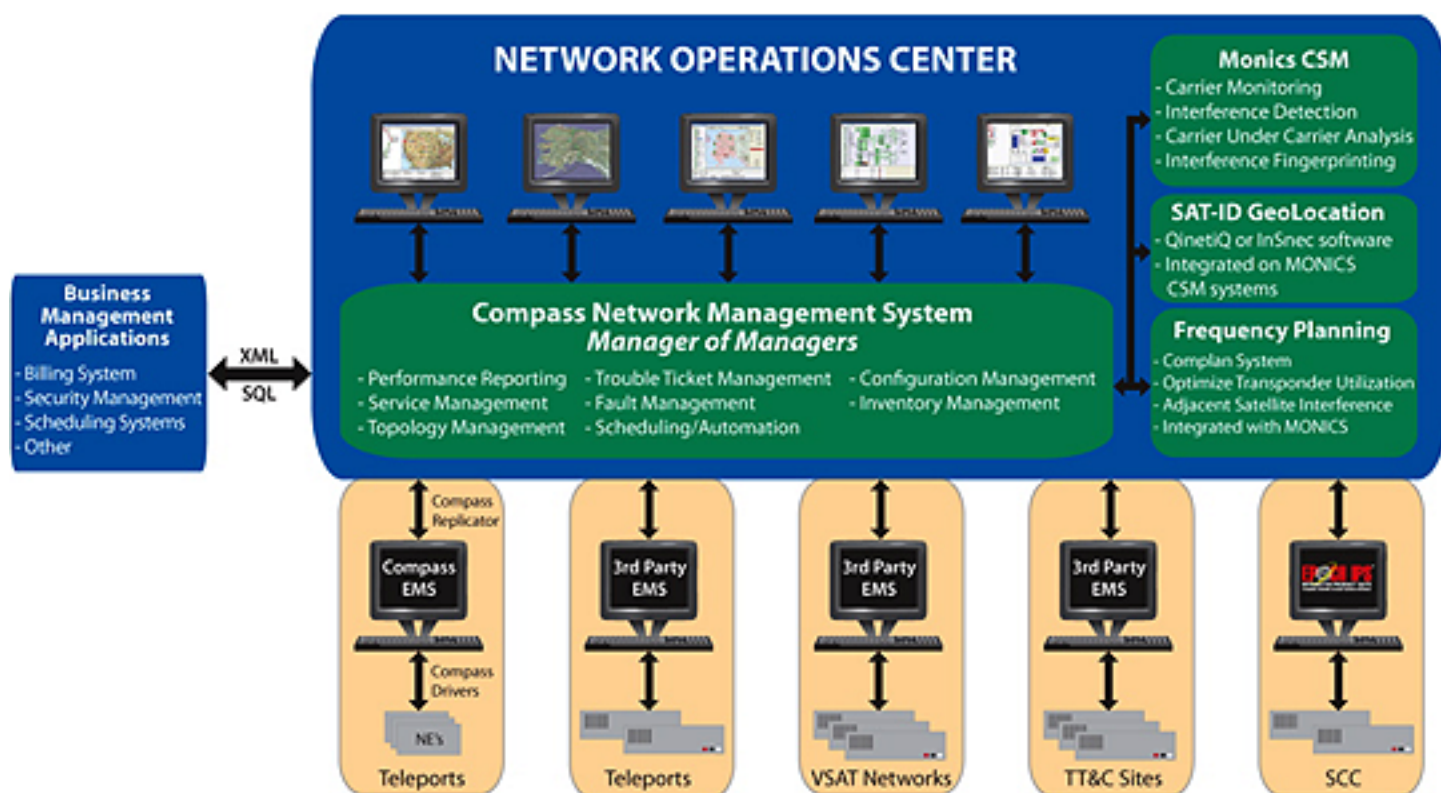 NETWORK OPERATIONS CENTER
Monics CSM
- Carrier Monitoring
- Interference Detection
- Carrier Under Carrier Analysis
- Interference Fingerprinting
SAT-ID GeoLocation
- QinetiQ or InSnec software
- Integrated on MONICS
CSM systems
Frequency Planning
- Complan System
- Optimize Transponder Utilization
- Adjacent Satellite Interference
- Integrated with MONICS
Business
Management
Applications
- Billing System
- Security Management
- Scheduling Systems
- Other
XML
SQL
Compass Network Management System
Manager of Managers
- Performance Reporting
- Service Management
- Topology Management
- Trouble Ticket Management
- Fault Management
- Scheduling/Automation
- Configuration Management
- Inventory Management
Compass
Replicator
Compass
EMS
Compass
Drivers
NE's
Teleports
3rd Party
EMS
Teleports
3rd Party
EMS
VSAT Networks
3rd Party
EMS
TT&C Sites
EPOCH IPS
SCC